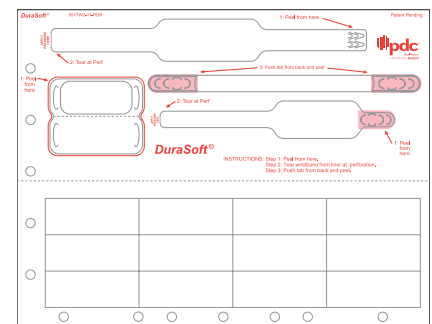 DuraSoft®
Patent Pending
1: Peel from here
pdc
2: Tear at Perf
3: Push tab from back and peel
1: Peel
from
here
2: Tear at Perf
1: Peel
from
here
DuraSoft®
INSTRUCTIONS: Step 1: Peel from here.
Step 2: Tear wristband from liner at perforation.
Step 3: Push tab from back and peel.